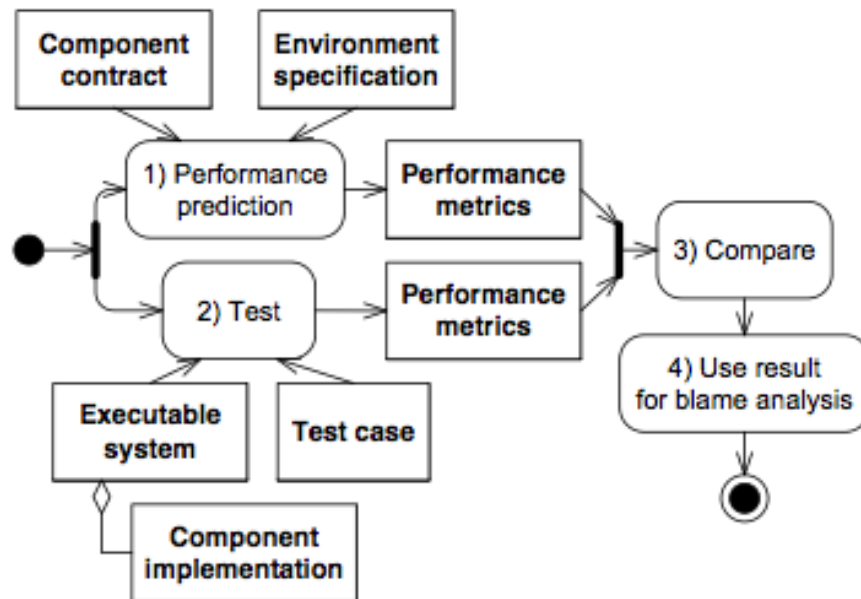 Component
contract
Environment
specification
1) Performance
prediction
Performance
metrics
3) Compare
2) Test
Performance
metrics
4) Use result
for blame analysis
Executable
system
Test case
Component
implementation